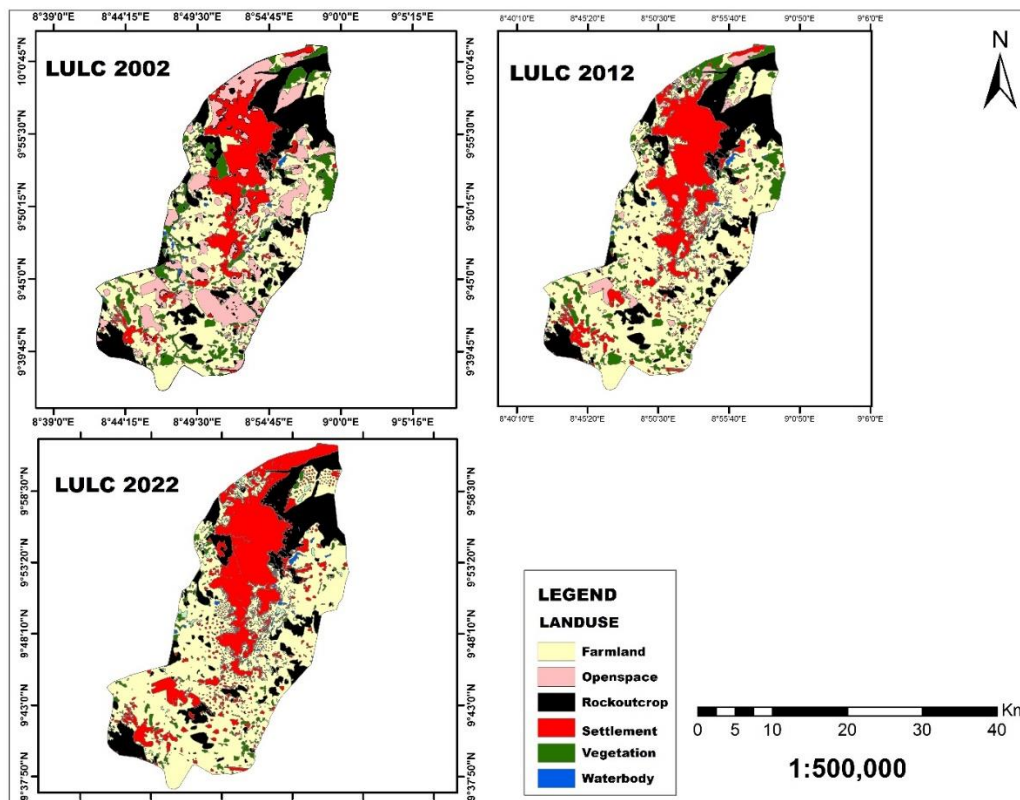 8°39'0"E 8°44'15"E 8°49'30"E 8°54'45"E 9°0'0"E 9°5'15"E
8°40'10"E 8°45'20"E 8°50'30"E 8°55'40"E 9°0'50"E 9°6'0"E
LULC 2002
10°0'45"N
9°55'30"N
9°50'15"N
9°45'0"N
9°39'45"N
LULC 2012
10°0'45"N
9°55'30"N
9°50'15"N
9°45'0"N
9°39'45"N
N
8°39'0"E 8°44'15"E 8°49'30"E 8°54'45"E 9°0'0"E 9°5'15"E
8°40'10"E 8°45'20"E 8°50'30"E 8°55'40"E 9°0'50"E 9°6'0"E
LULC 2022
9°58'30"N
9°53'20"N
9°48'10"N
9°43'0"N
9°37'50"N
LEGEND
LANDUSE
Farmland
Openspace
Rockoutcrop
Settlement
Vegetation
Waterbody
Km
0 5 10 20 30 40
1:500,000